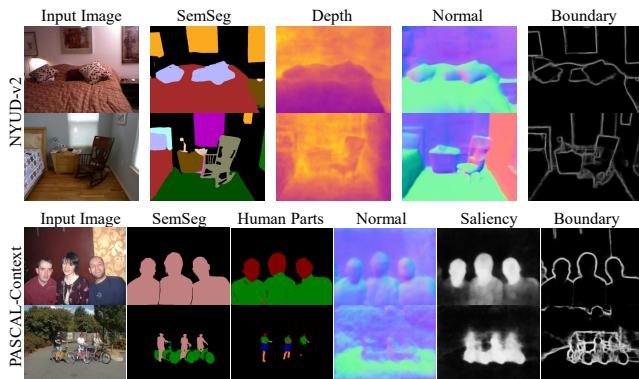 Input Image SemSeg Depth Normal Boundary
NYUD-v2
Input Image SemSeg Human Parts Normal Saliency Boundary
PASCAL-Context